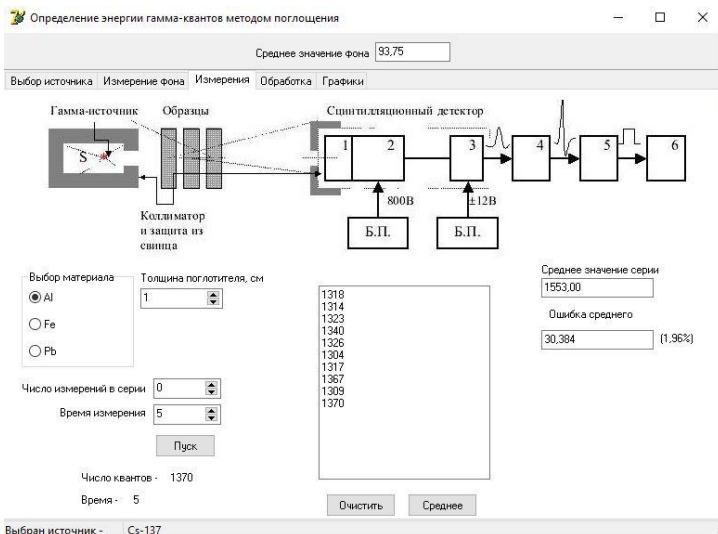 Определение энергии гамма-квантов методом поглощения
Среднее значение фона 93,75
Выбор источника Измерение фона Измерения Обработка Графики
Гамма-источник Образцы Сцинтилляционный детектор
S 1 2 3 4 5 6
800В ±12В
Коллиматор
и защита из
свинца
Б.П. Б.П.
Выбор материала
Al
Fe
Pb
Толщина поглотителя, см
1
Число измерений в серии 0
Время измерения 5
Пуск
Число квантов - 1370
Время - 5
1318
1314
1323
1340
1326
1304
1317
1367
1309
1370
Очистить Среднее
Среднее значение серии
1553,00
Ошибка среднего
30,384 (1,96%)
Выбран источник - Cs-137